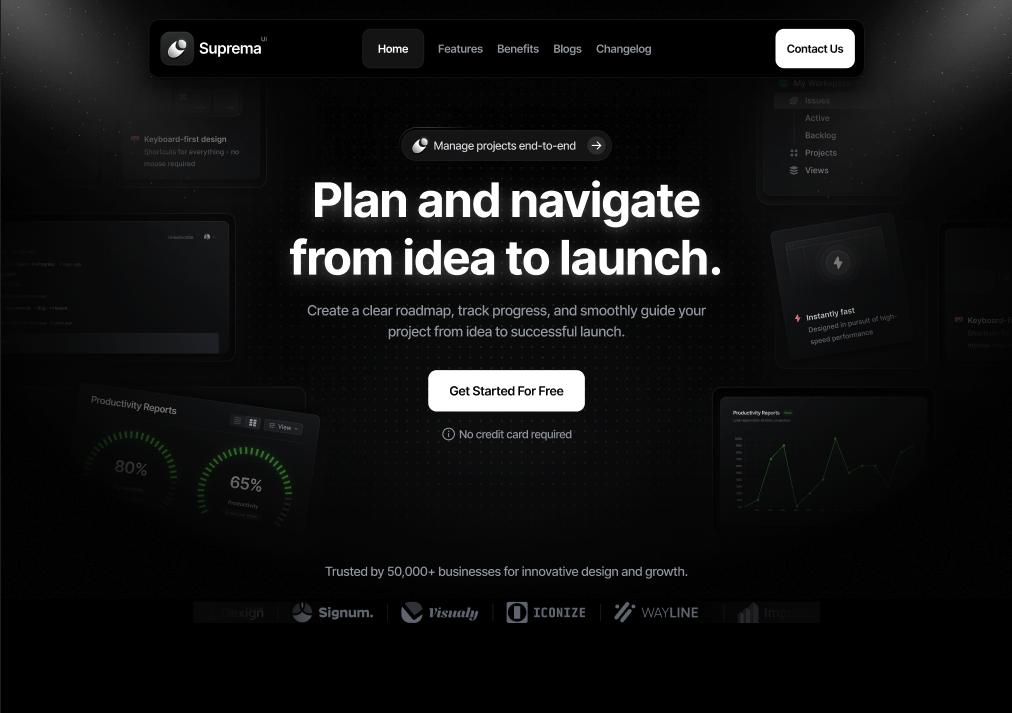 Suprema UI
Home
Features
Benefits
Blogs
Changelog
Contact Us
My Workspace
Issues
Active
Backlog
Projects
Views
Keyboard-first design
Shortcuts for everything - no
mouse required
Manage projects end-to-end
Plan and navigate
from idea to launch.
Create a clear roadmap, track progress, and smoothly guide your
project from idea to successful launch.
Get Started For Free
No credit card required
Instantly fast
Designed in pursuit of high-
speed performance
Keyboard-f
Productivity Reports
View
80%
65%
Productivity
Productivity Reports
Trusted by 50,000+ businesses for innovative design and growth.
Design
Signum.
Visualy
ICONIZE
WAYLINE